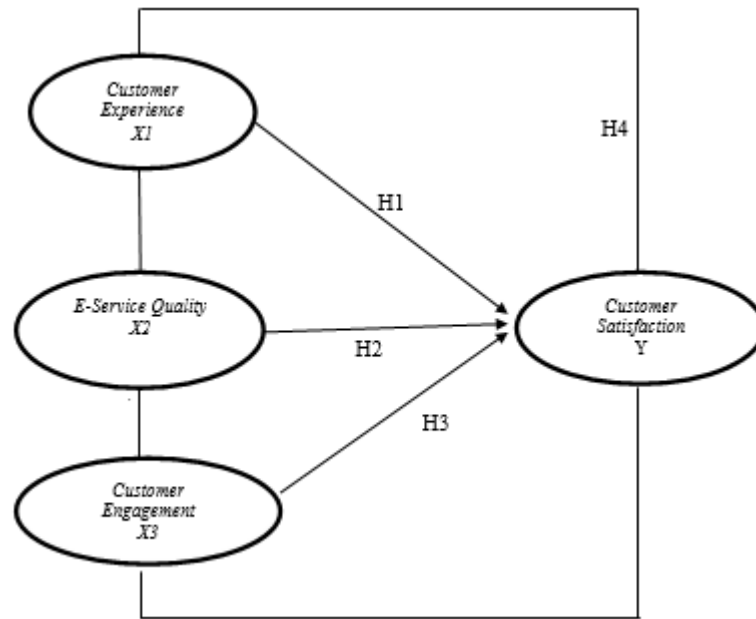 Customer
Experience
X1
H4
H1
E-Service Quality
X2
Customer
Satisfaction
Y
H2
H3
Customer
Engagement
X3